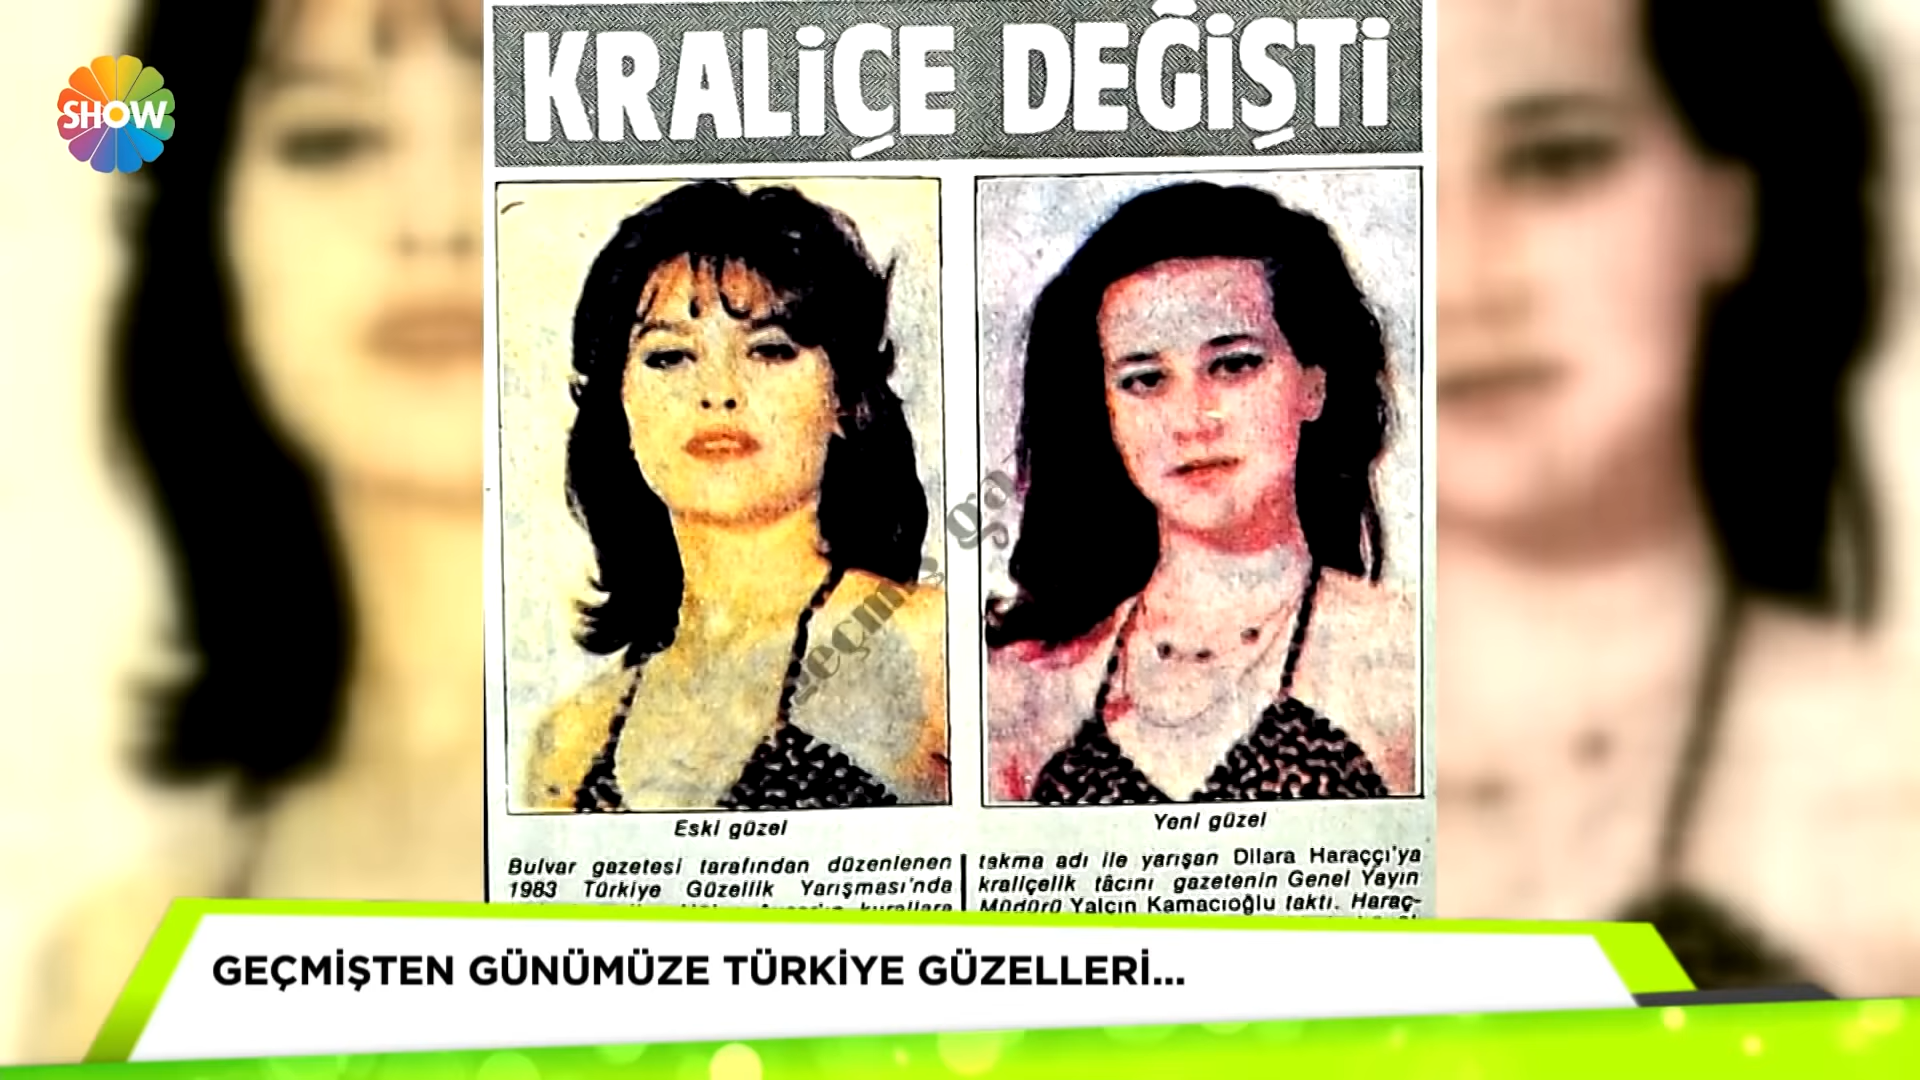 SHOW
KRALİÇE DEĞİŞTİ
geçmiş ga
Eski güzel
Yeni güzel
Bulvar gazetesi tarafından düzenlenen
1983 Türkiye Güzellik Yarışması'nda
takma adı ile yarışan Dilara Haraççı'ya
kraliçelik tâcını gazetenin Genel Yayın
Müdürü Yalçın Kamacıoğlu taktı. Haraç-
GEÇMİŞTEN GÜNÜMÜZE TÜRKİYE GÜZELLERİ...